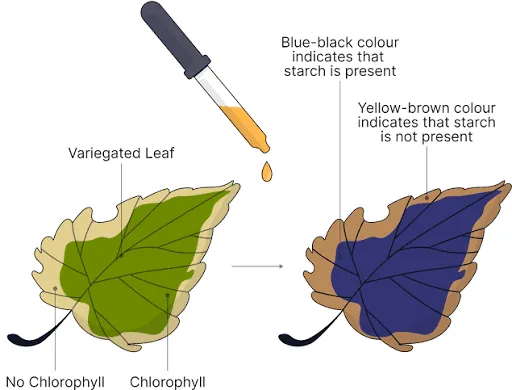 Blue-black colour
indicates that
starch is present
Yellow-brown colour
indicates that starch
is not present
Variegated Leaf
No Chlorophyll
Chlorophyll